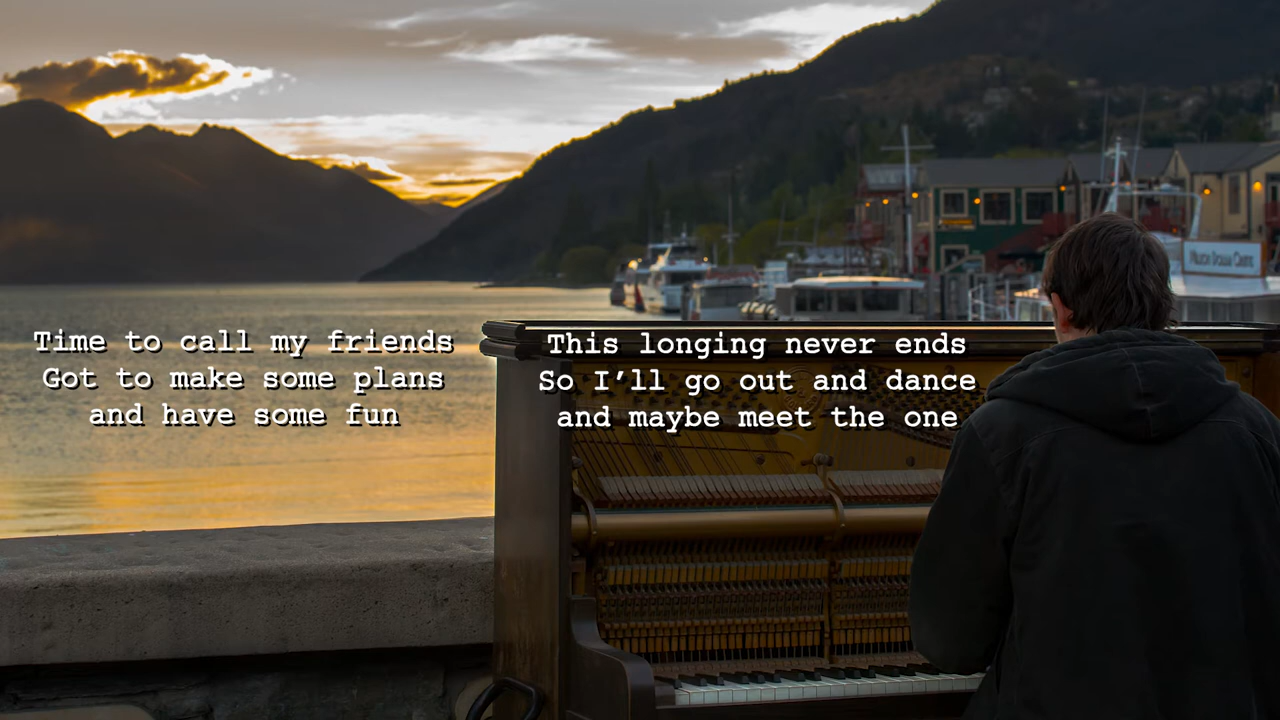 Time to call my friends
Got to make some plans
and have some fun
This longing never ends
So I’ll go out and dance
and maybe meet the one